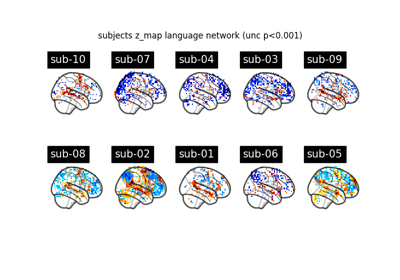 subjects z_map language network (unc p<0.001)
sub-10 sub-07 sub-04 sub-03 sub-09
sub-08 sub-02 sub-01 sub-06 sub-05